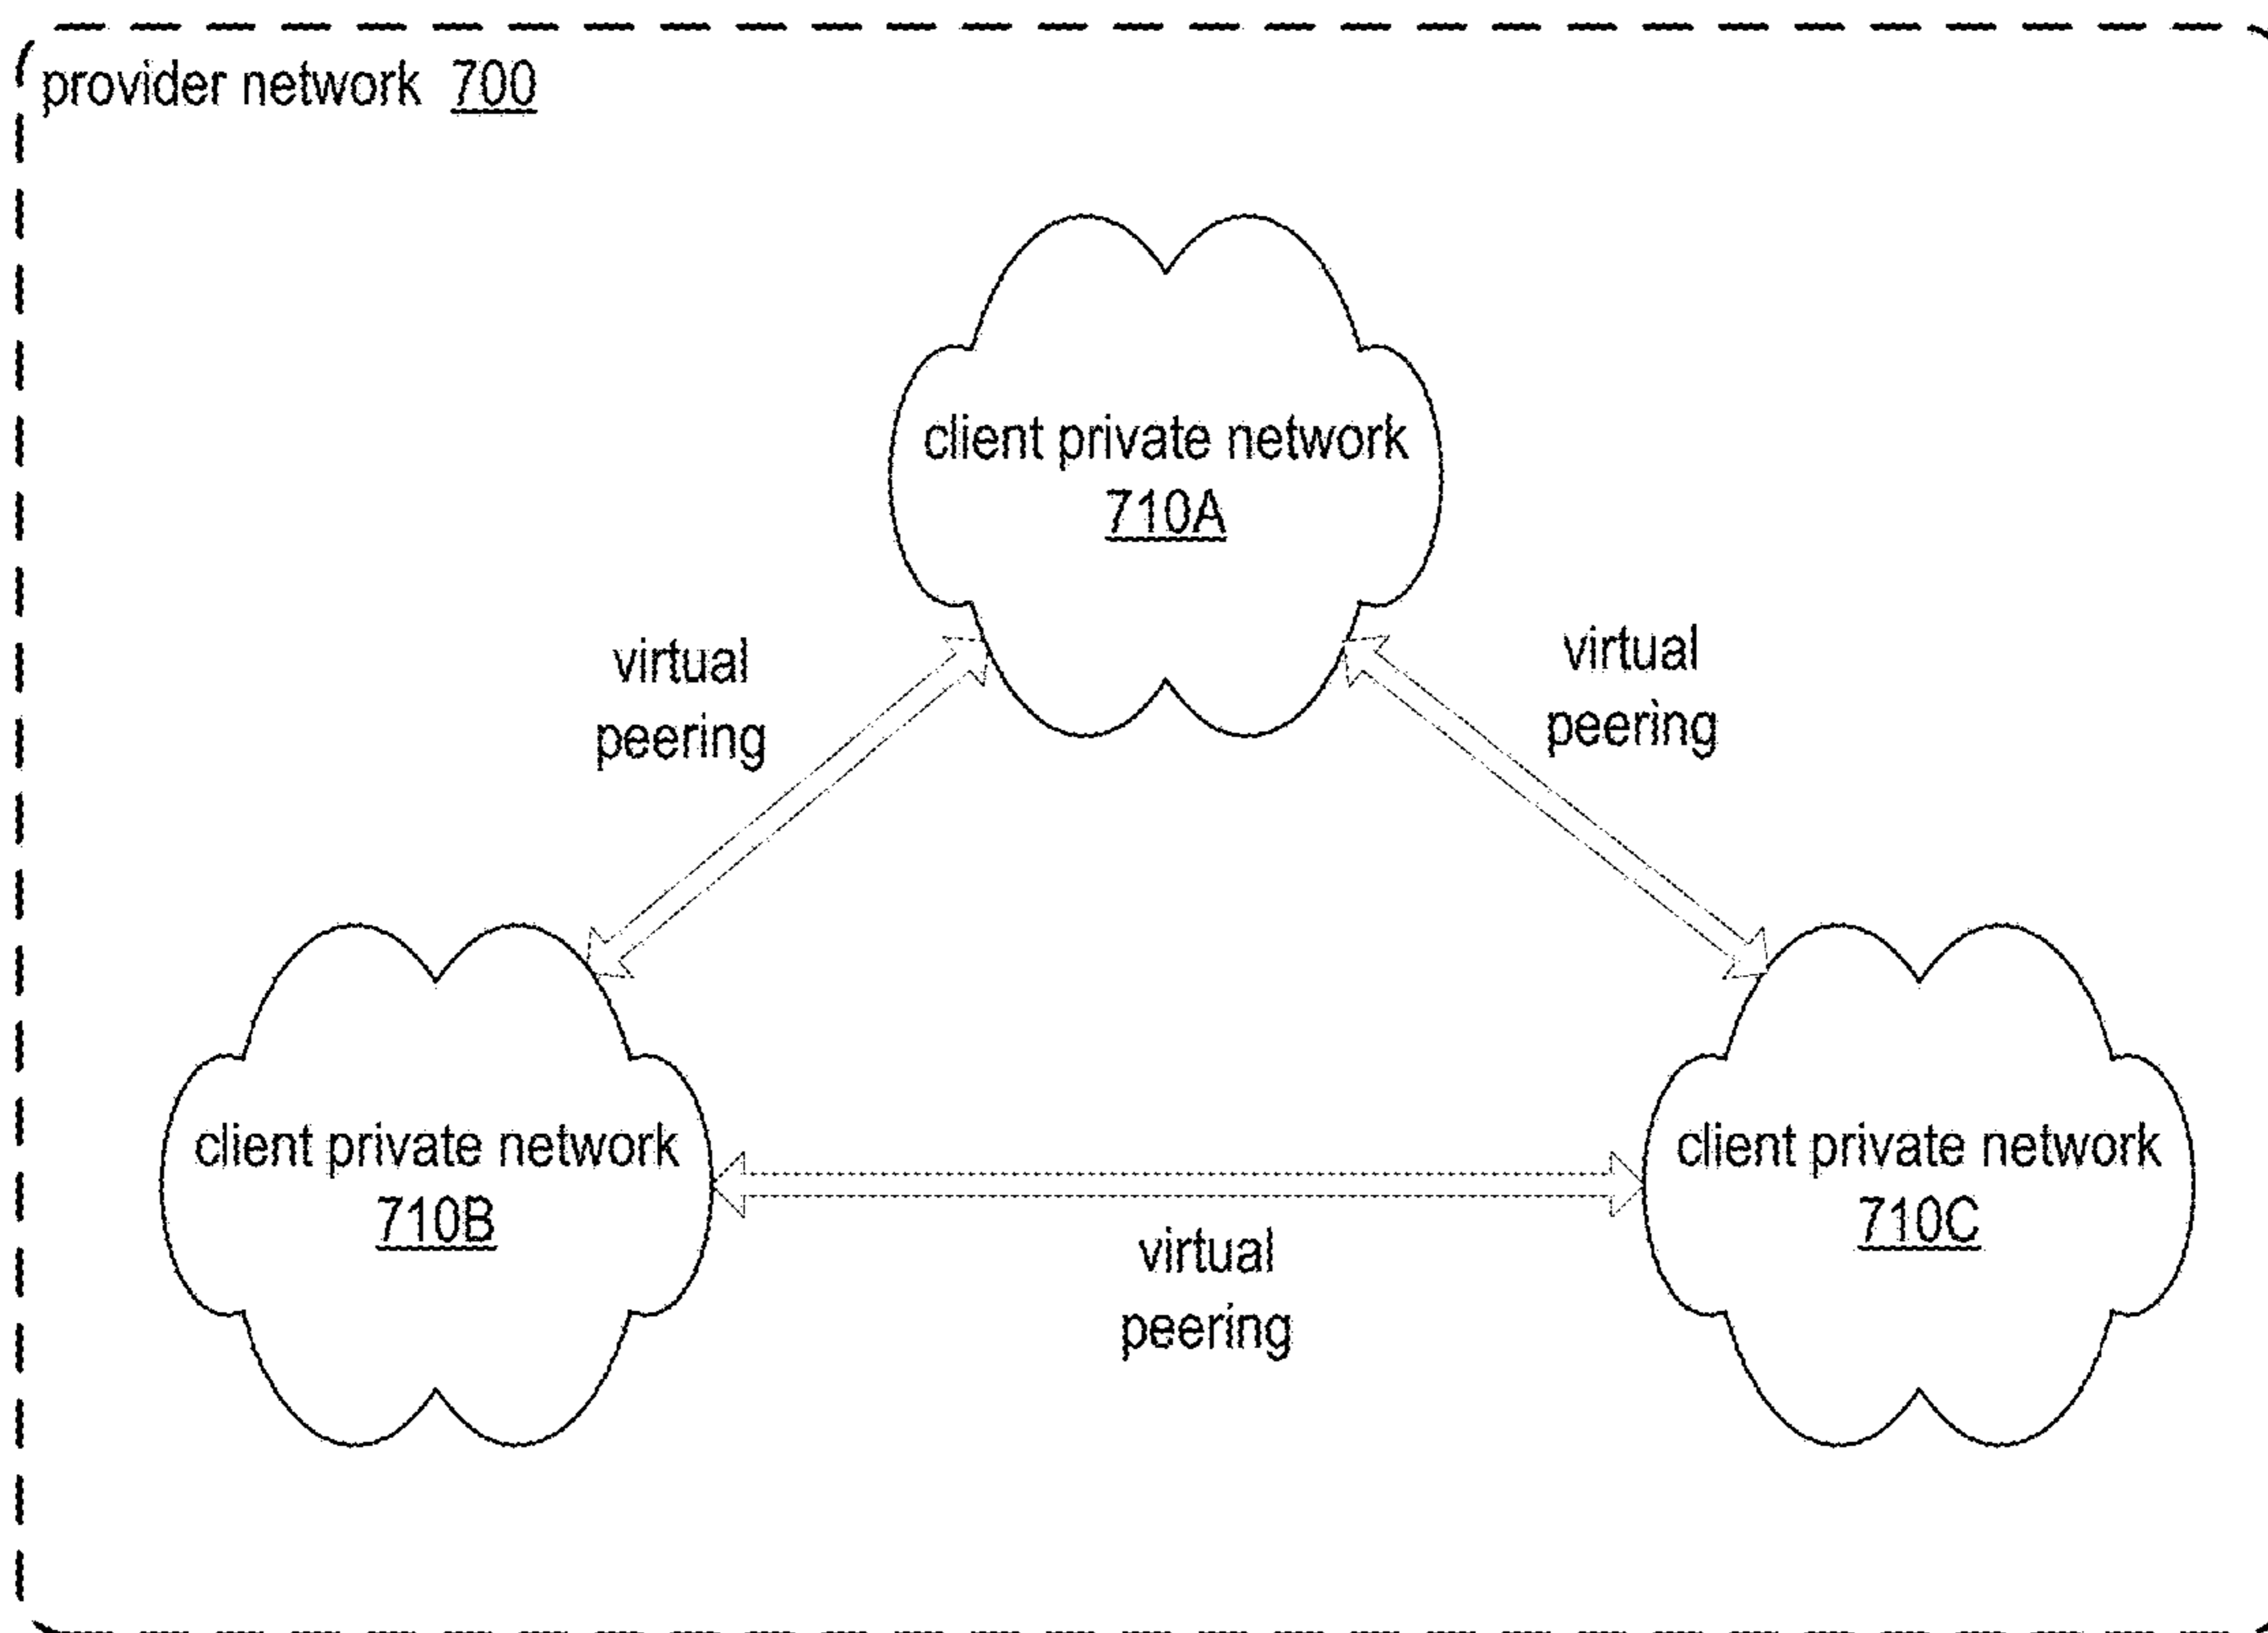 provider network 700
client private network
710A
virtual
peering
virtual
peering
client private network
710B
client private network
710C
virtual
peering